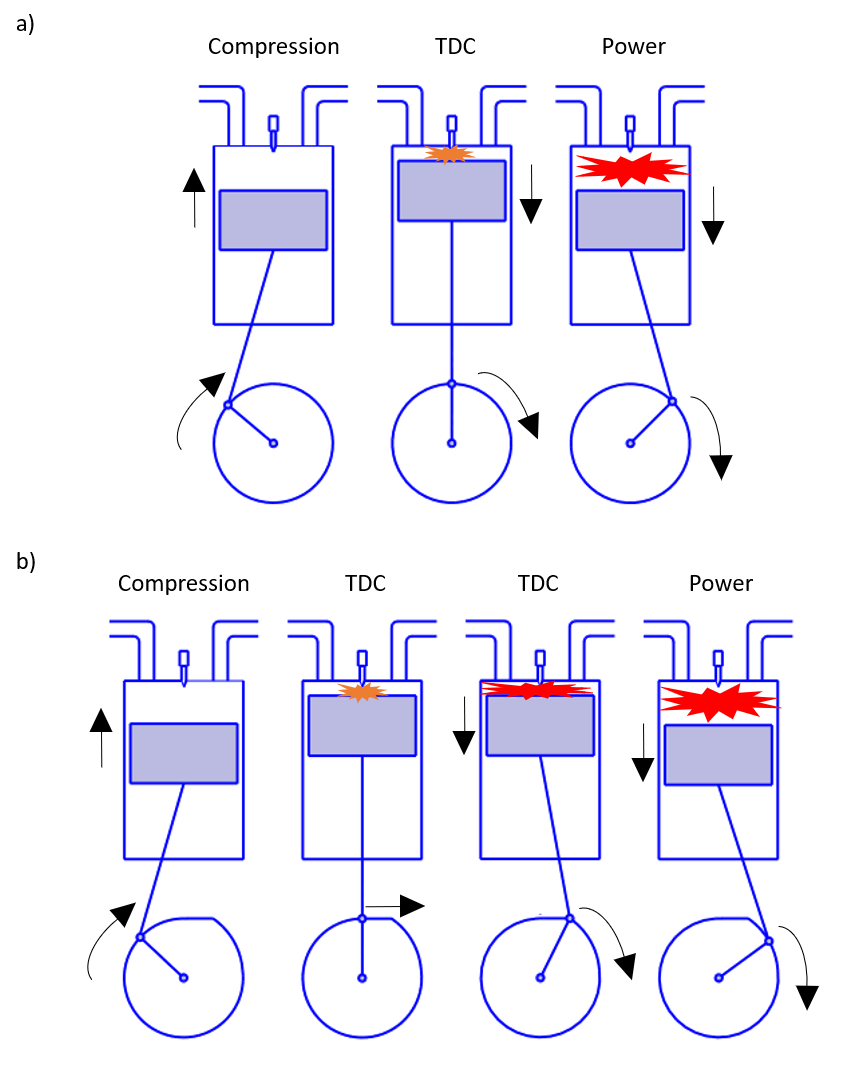 a)
Compression TDC Power
b)
Compression TDC TDC Power